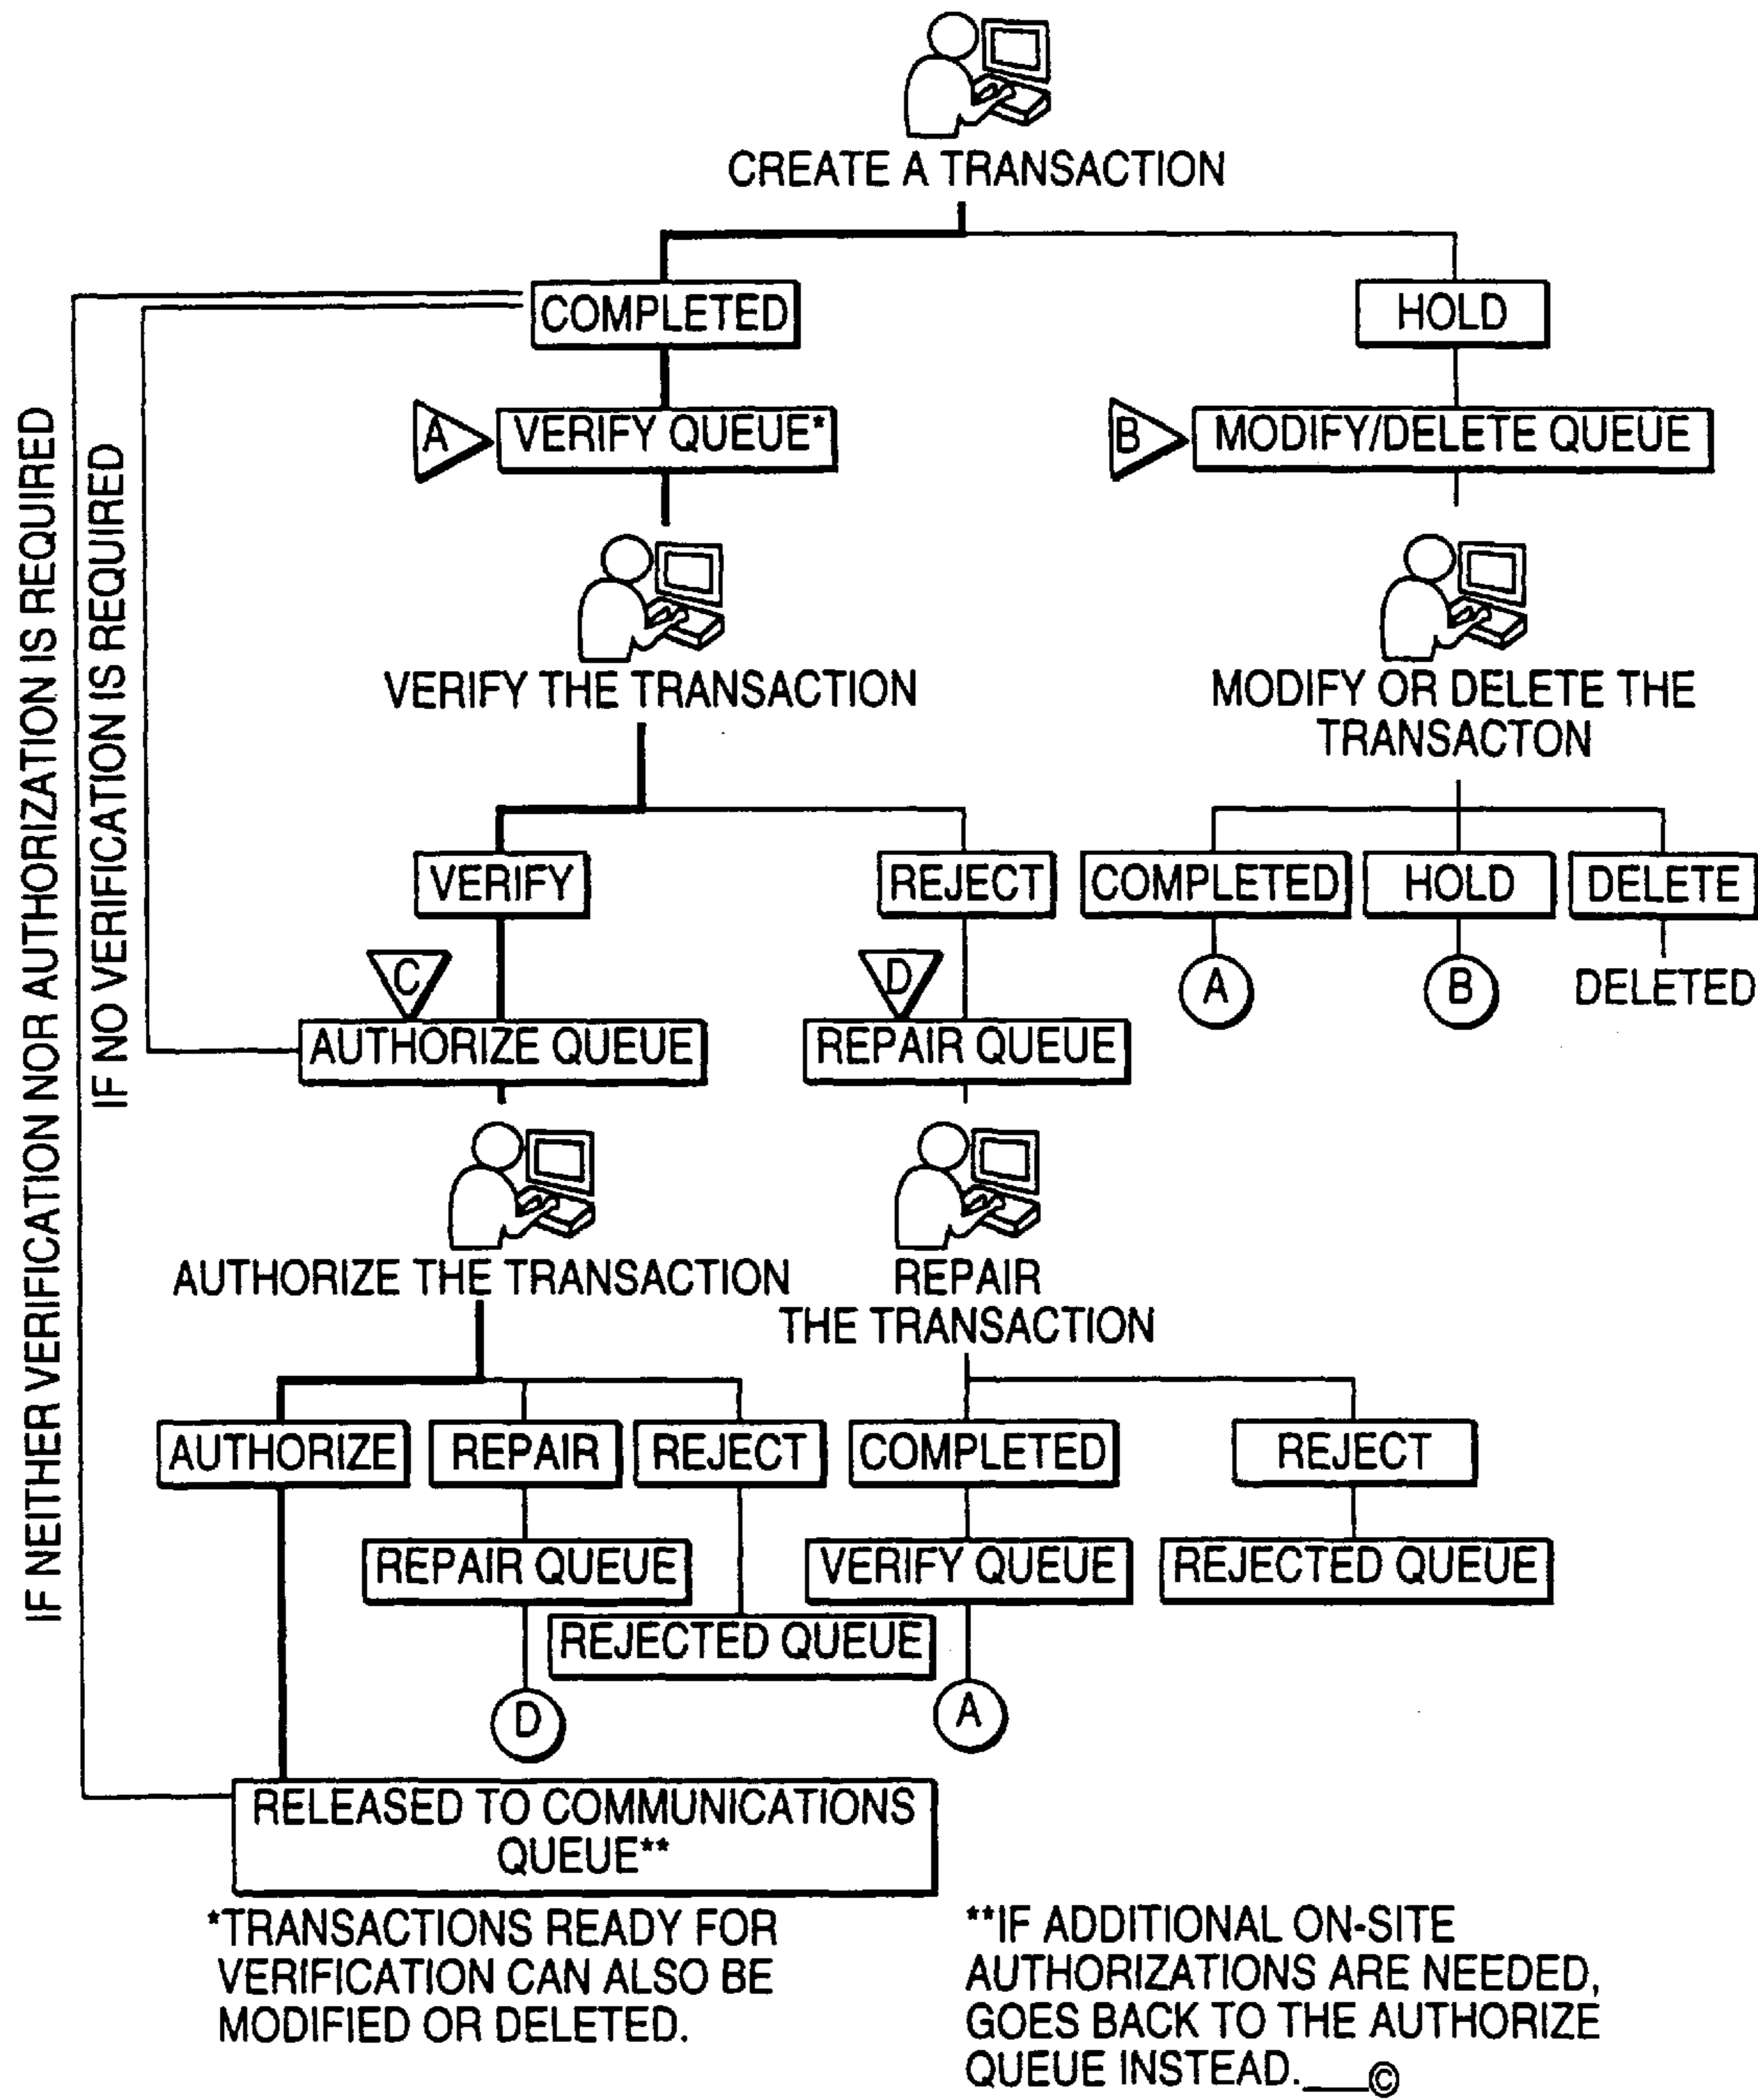 CREATE A TRANSACTION
COMPLETED
HOLD
A
VERIFY QUEUE*
B
MODIFY/DELETE QUEUE
IF NEITHER VERIFICATION NOR AUTHORIZATION IS REQUIRED
IF NO VERIFICATION IS REQUIRED
VERIFY THE TRANSACTION
MODIFY OR DELETE THE
TRANSACTON
VERIFY
REJECT
COMPLETED
HOLD
DELETE
C
D
A
B
DELETED
AUTHORIZE QUEUE
REPAIR QUEUE
AUTHORIZE THE TRANSACTION
REPAIR
THE TRANSACTION
AUTHORIZE
REPAIR
REJECT
COMPLETED
REJECT
REPAIR QUEUE
VERIFY QUEUE
REJECTED QUEUE
REJECTED QUEUE
D
A
RELEASED TO COMMUNICATIONS
QUEUE**
*TRANSACTIONS READY FOR
VERIFICATION CAN ALSO BE
MODIFIED OR DELETED.
**IF ADDITIONAL ON-SITE
AUTHORIZATIONS ARE NEEDED,
GOES BACK TO THE AUTHORIZE
QUEUE INSTEAD.___©